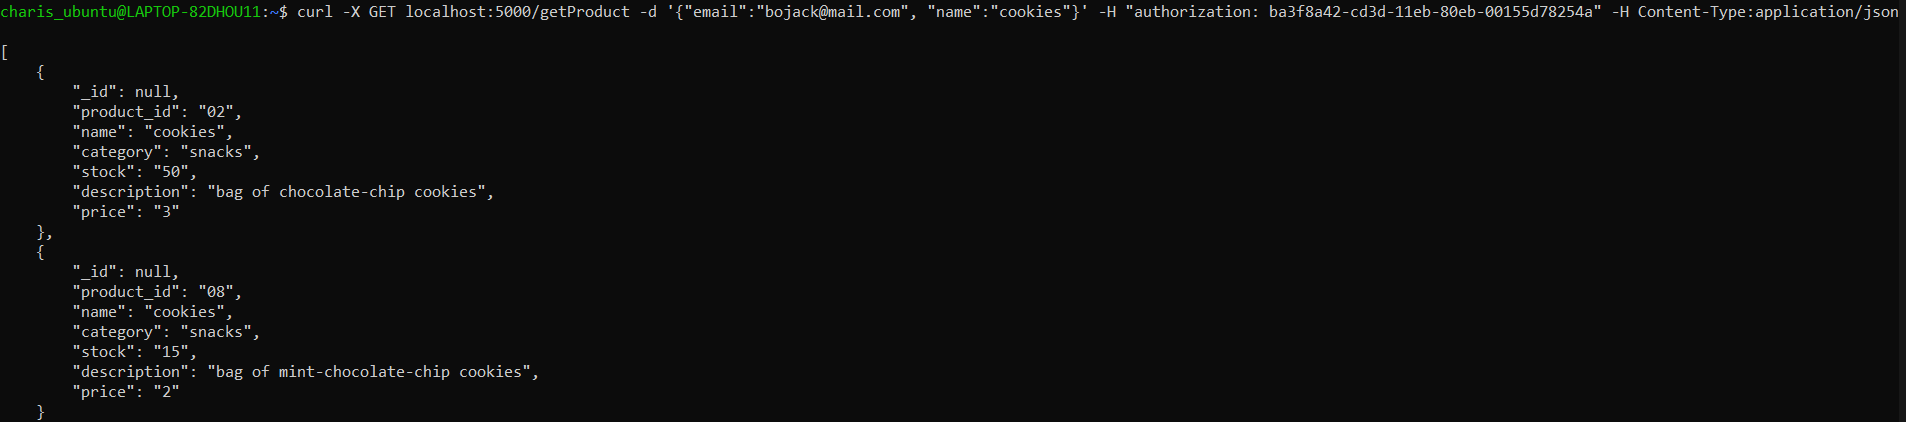 charis_ubuntu@LAPTOP-82DHOU11:~$ curl -X GET localhost:5000/getProduct -d '{"email":"bojack@mail.com", "name":"cookies"}' -H "authorization: ba3f8a42-cd3d-11eb-80eb-00155d78254a" -H Content-Type:application/json
[
    {
        "_id": null,
        "product_id": "02",
        "name": "cookies",
        "category": "snacks",
        "stock": "50",
        "description": "bag of chocolate-chip cookies",
        "price": "3"
    },
    {
        "_id": null,
        "product_id": "08",
        "name": "cookies",
        "category": "snacks",
        "stock": "15",
        "description": "bag of mint-chocolate-chip cookies",
        "price": "2"
    }